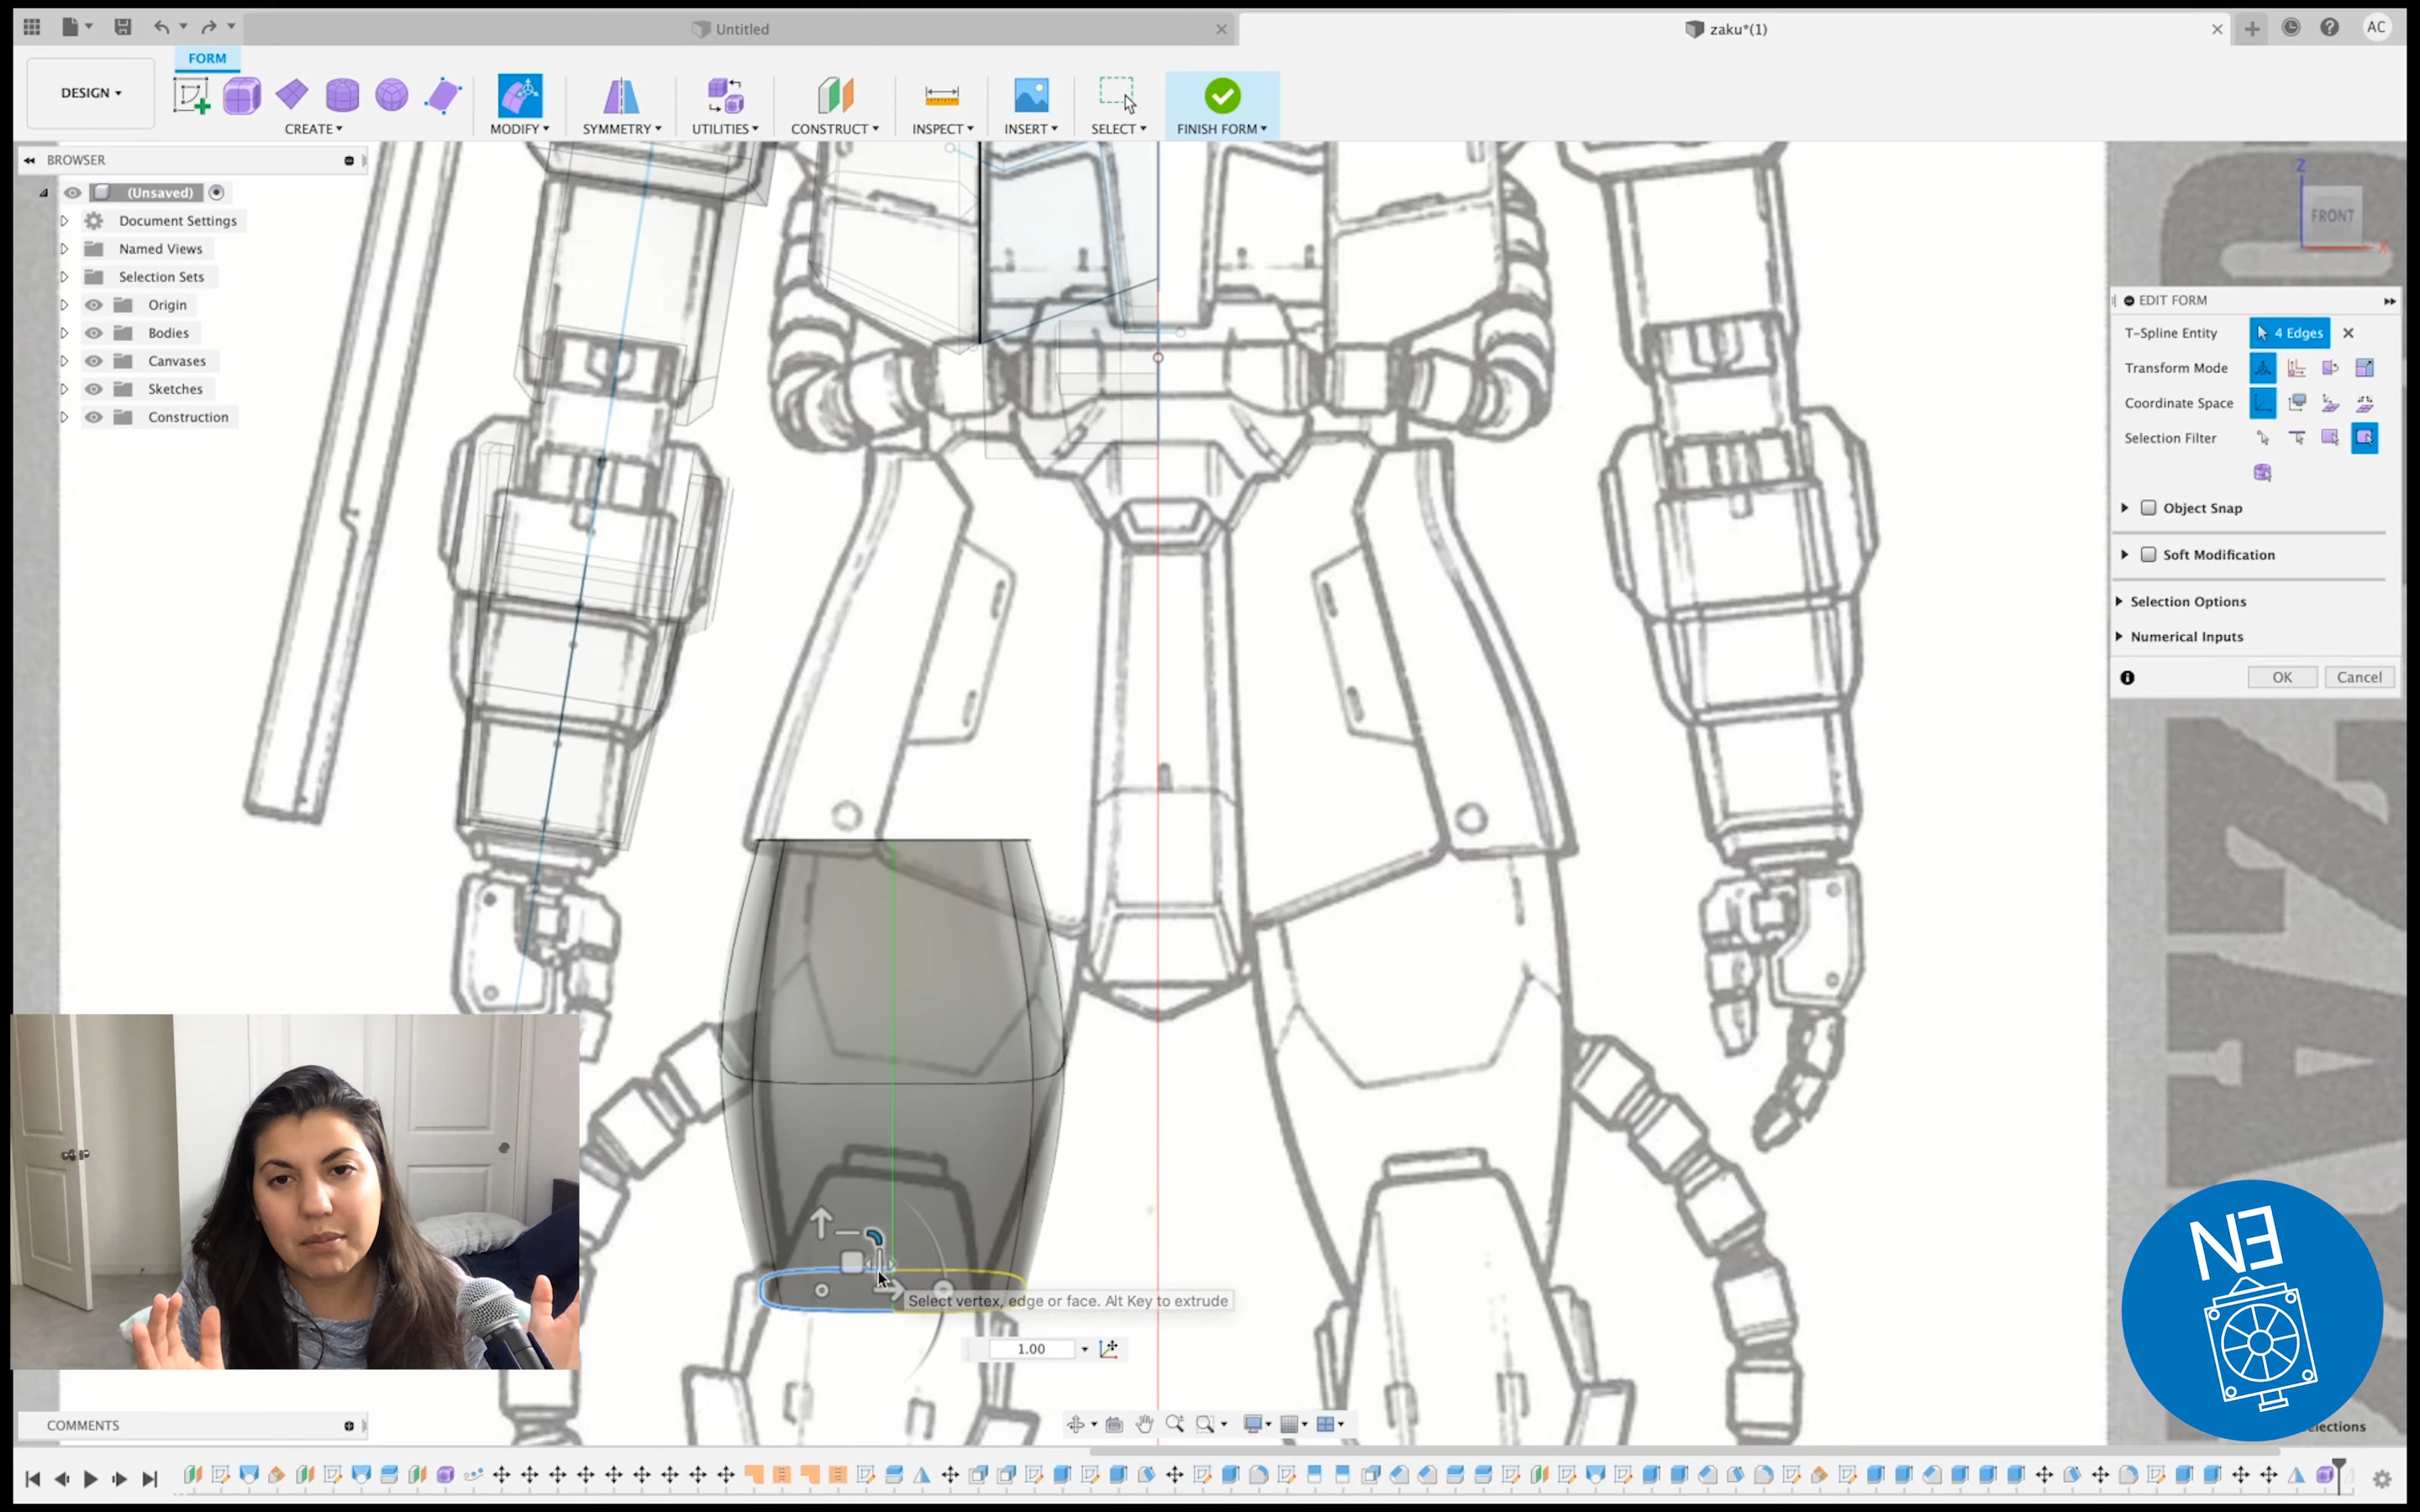 Untitled
zaku*(1)
AC
FORM
DESIGN
CREATE
MODIFY
SYMMETRY
UTILITIES
CONSTRUCT
INSPECT
INSERT
SELECT
FINISH FORM
BROWSER
(Unsaved)
Document Settings
Named Views
Selection Sets
Origin
Bodies
Canvases
Sketches
Construction
Z
FRONT
X
EDIT FORM
T-Spline Entity
4 Edges
Transform Mode
Coordinate Space
Selection Filter
Object Snap
Soft Modification
Selection Options
Numerical Inputs
OK
Cancel
Select vertex, edge or face. Alt Key to extrude
1.00
COMMENTS